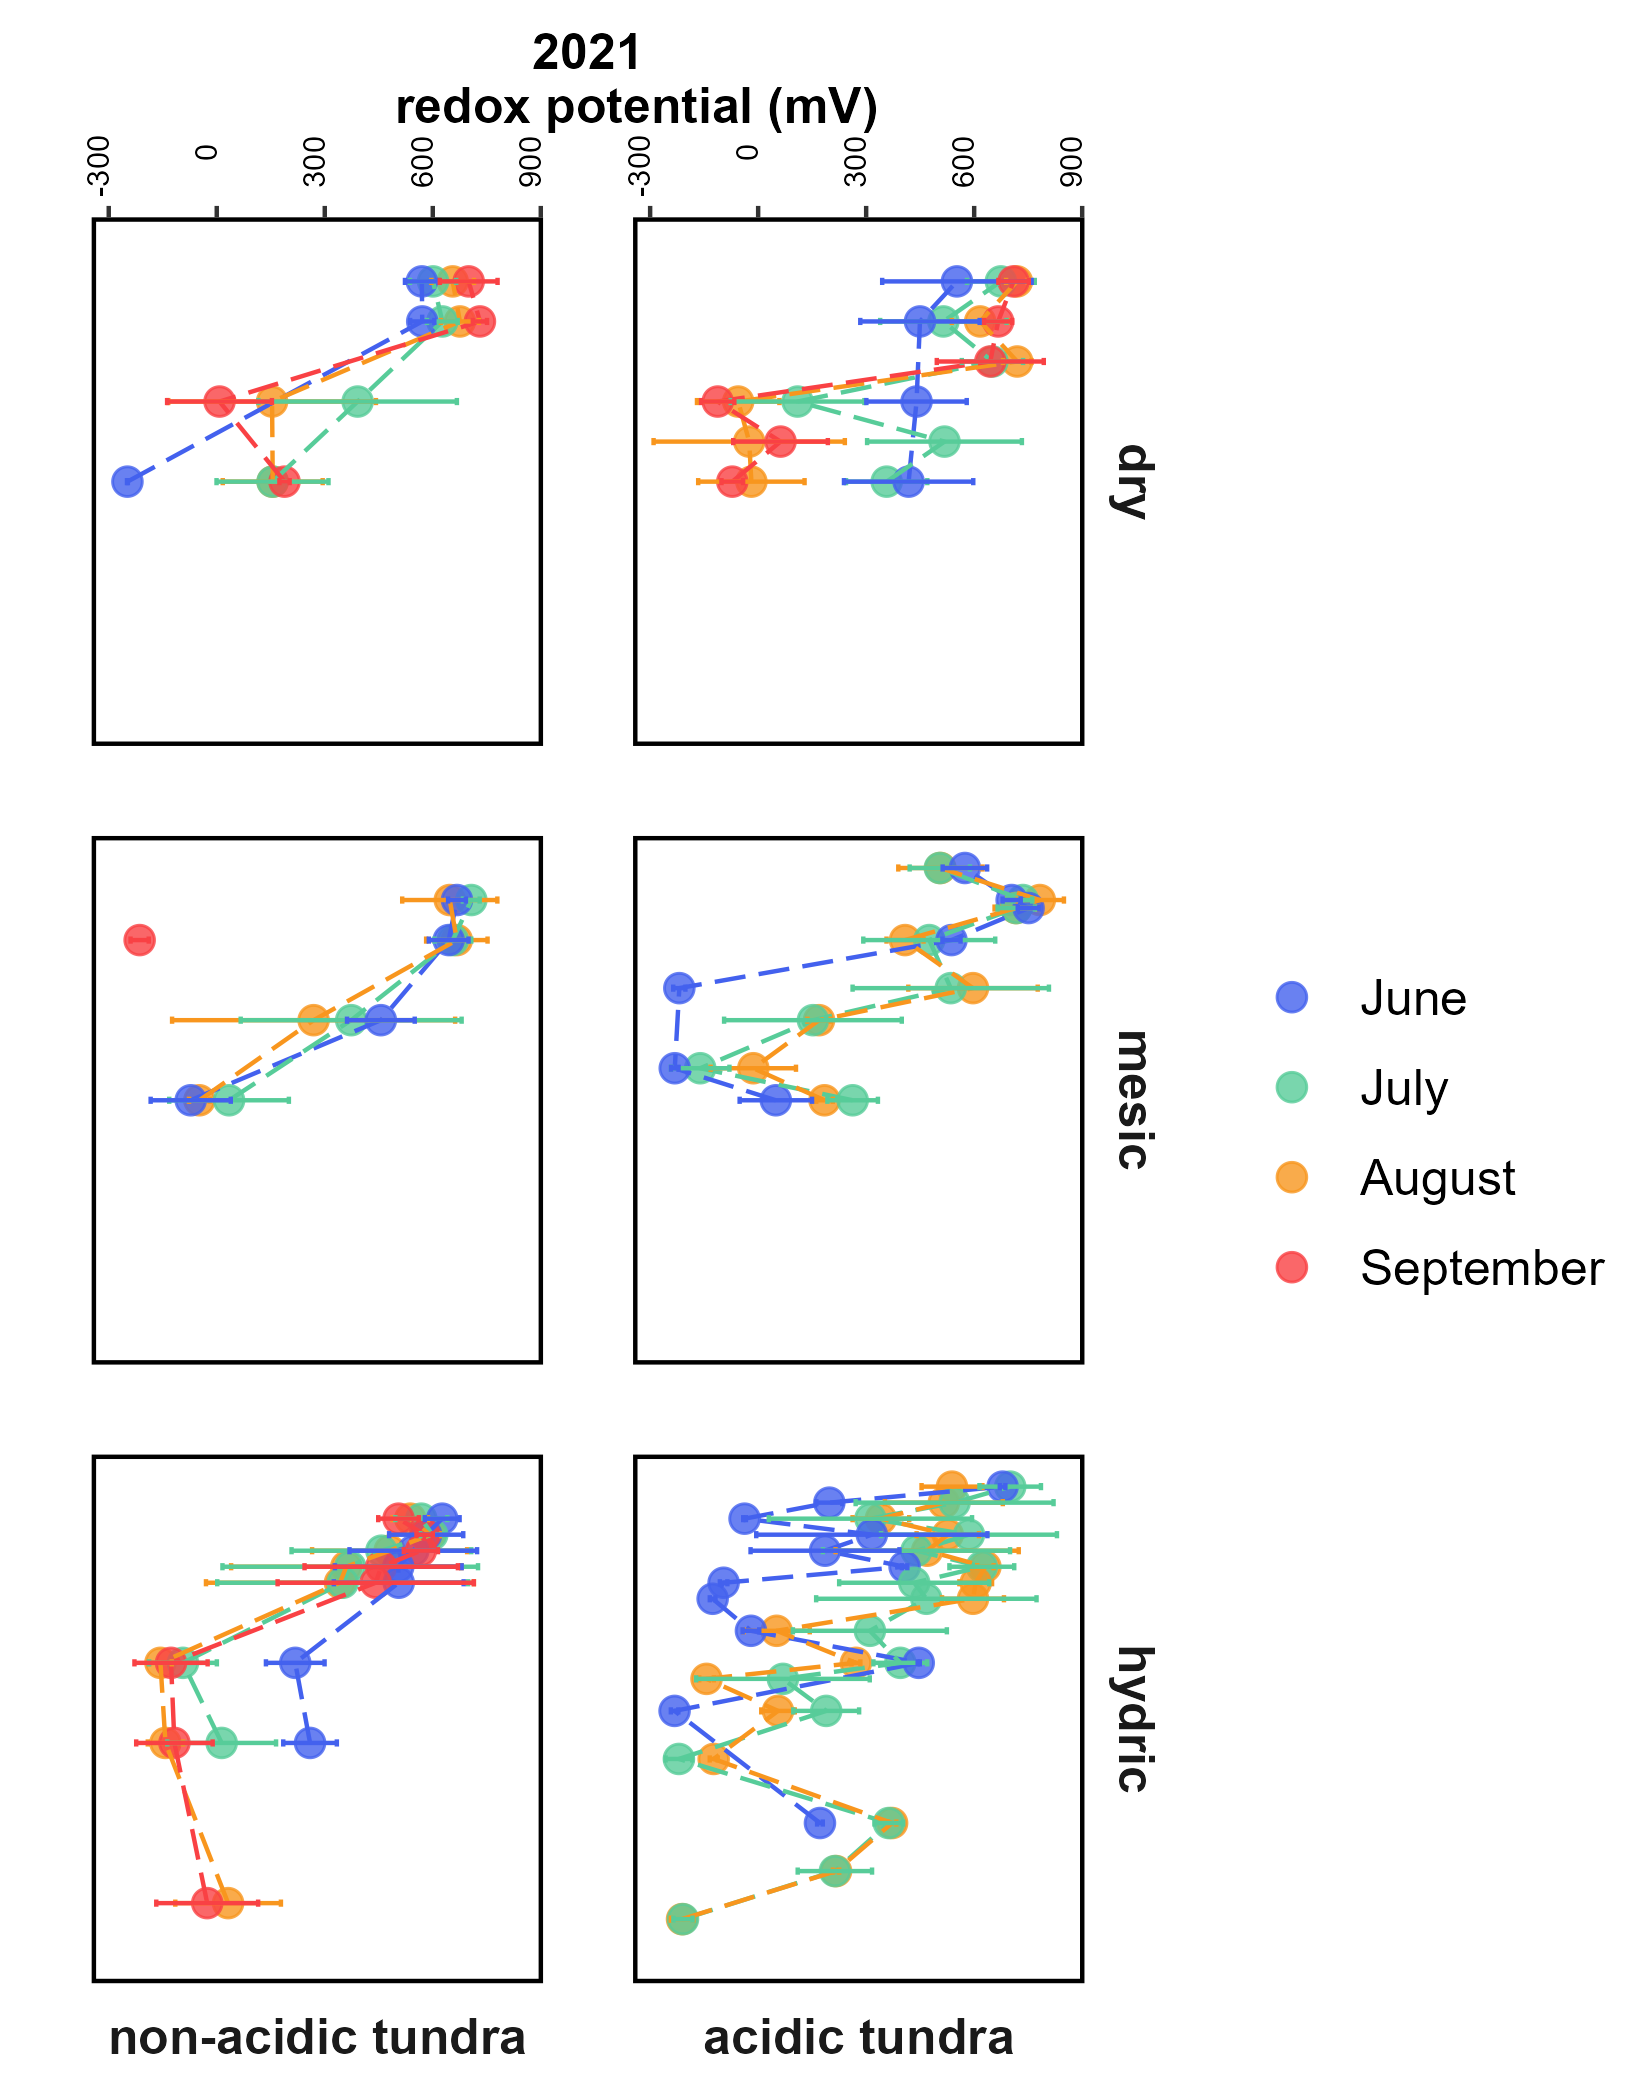 2021
redox potential (mV)
-300
0
300
600
900
-300
0
300
600
900
dry
mesic
hydric
June
July
August
September
non-acidic tundra
acidic tundra